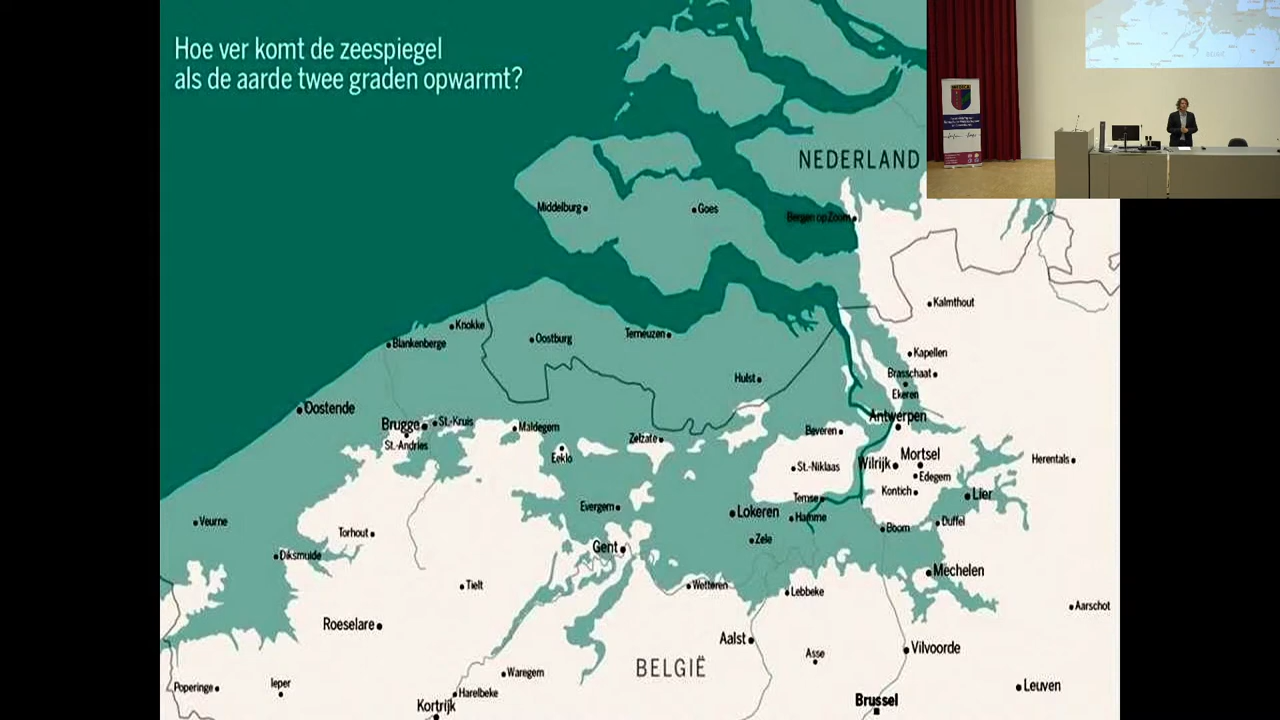 Hoe ver komt de zeespiegel
als de aarde twee graden opwarmt?
NEDERLAND
Middelburg
Goes
Bergen op Zoom
Kalmthout
Knokke
Blankenberge
Oostburg
Terneuzen
Kapellen
Brasschaat
Hulst
Ekeren
Oostende
Antwerpen
Brugge
St.-Kruis
Maldegem
Zelzate
Beveren
St.-Andries
Eeklo
Mortsel
Wilrijk
Herentals
St.-Niklaas
Edegem
Kontich
Lier
Temse
Evergem
Lokeren
Hamme
Veurne
Duffel
Boom
Torhout
Zele
Gent
Diksmuide
Mechelen
Tielt
Wetteren
Lebbeke
Aarschot
Roeselare
Aalst
Vilvoorde
Asse
BELGIË
Waregem
Poperinge
Ieper
Leuven
Harelbeke
Kortrijk
Brussel